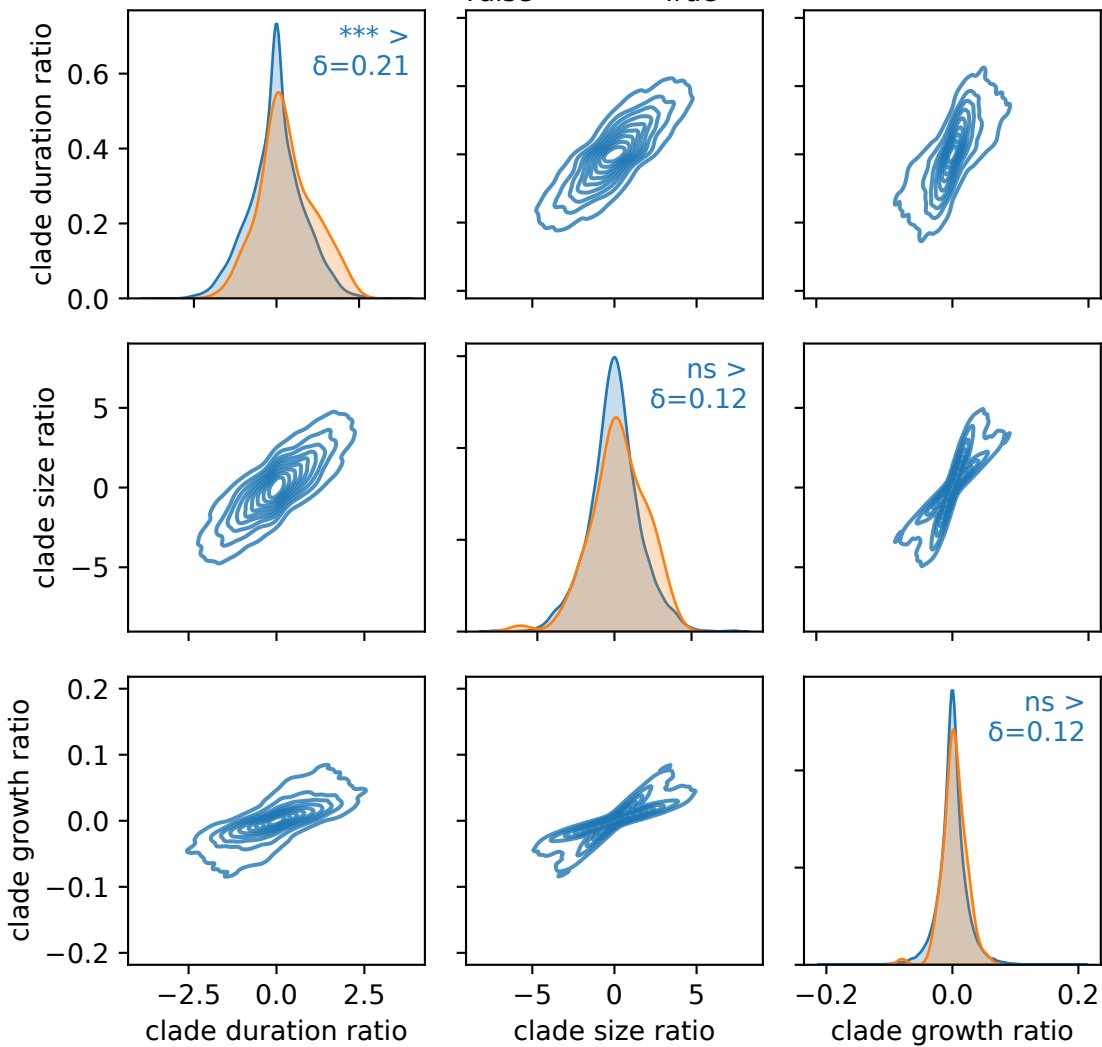 clade duration ratio
0.6
0.4
0.2
0.0
*** >
δ=0.21
clade size ratio
5
0
−5
ns >
δ=0.12
clade growth ratio
0.2
0.1
0.0
−0.1
−0.2
ns >
δ=0.12
−2.5 0.0 2.5
clade duration ratio
−5 0 5
clade size ratio
−0.2 0.0 0.2
clade growth ratio